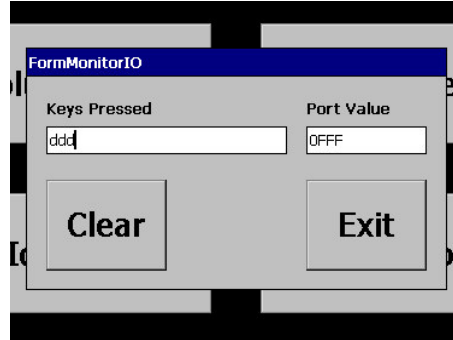 FormMonitorIO
Keys Pressed
Port Value
ddd
0FFF
Clear
Exit